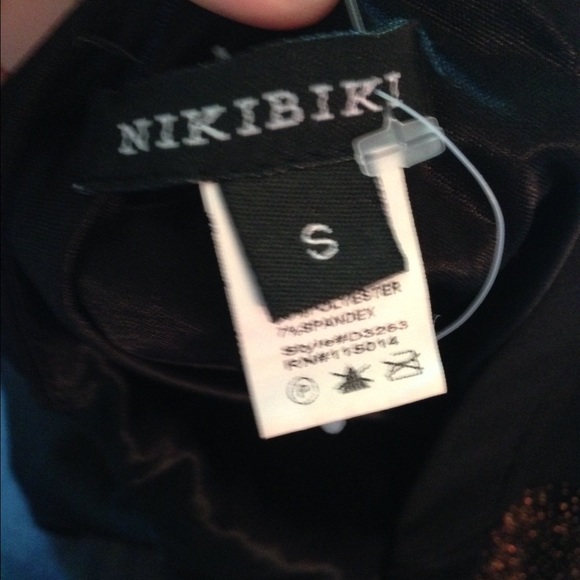 NIKIBIKI
S
POLYESTER
7%SPANDEX
Style#D3263
RN#115014
P